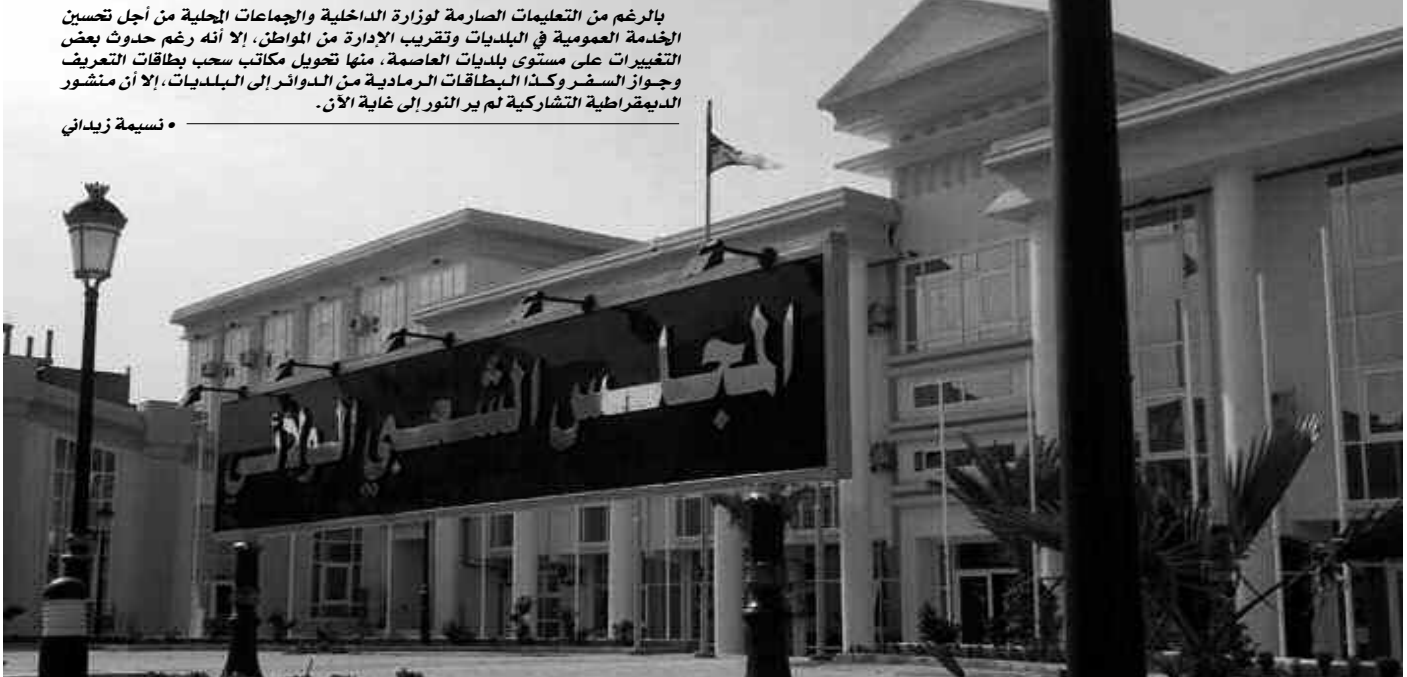 بالرغم من التعليمات الصارمة لوزارة الداخلية والجماعات المحلية من أجل تحسين
الخدمة العمومية في البلديات وتقريب الإدارة من المواطن، إلا أنه رغم حدوث بعض
التغييرات على مستوى بلديات العاصمة، منها تحويل مكاتب سحب بطاقات التعريف
وجواز السفر وكذا البطاقات الرمادية من الدوائر إلى البلديات، إلا أن منشور
الديمقراطية التشاركية لم ير النور إلى غاية الآن.
• نسيمة زيداني
المجلس الشعبي الولائي